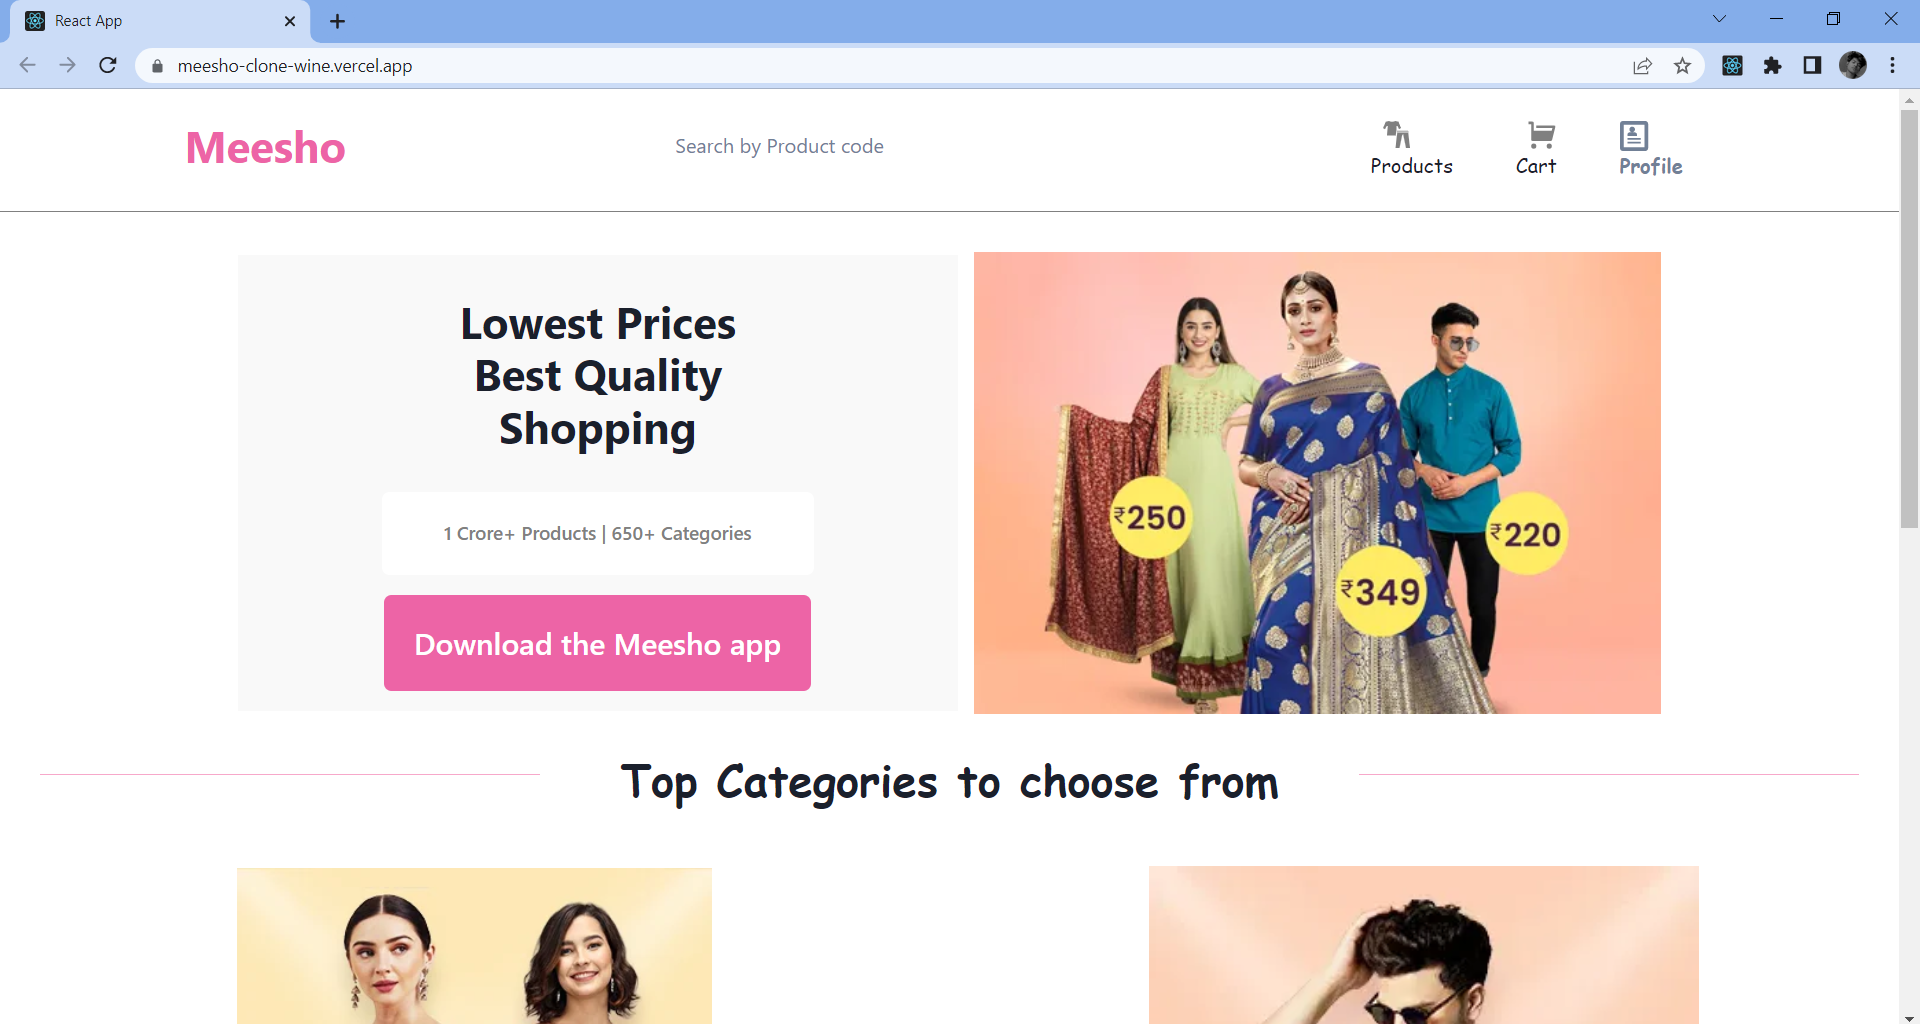 React App
meesho-clone-wine.vercel.app
Meesho
Search by Product code
Products
Cart
Profile
Lowest Prices
Best Quality
Shopping
1 Crore+ Products | 650+ Categories
Download the Meesho app
₹250
₹349
₹220
Top Categories to choose from